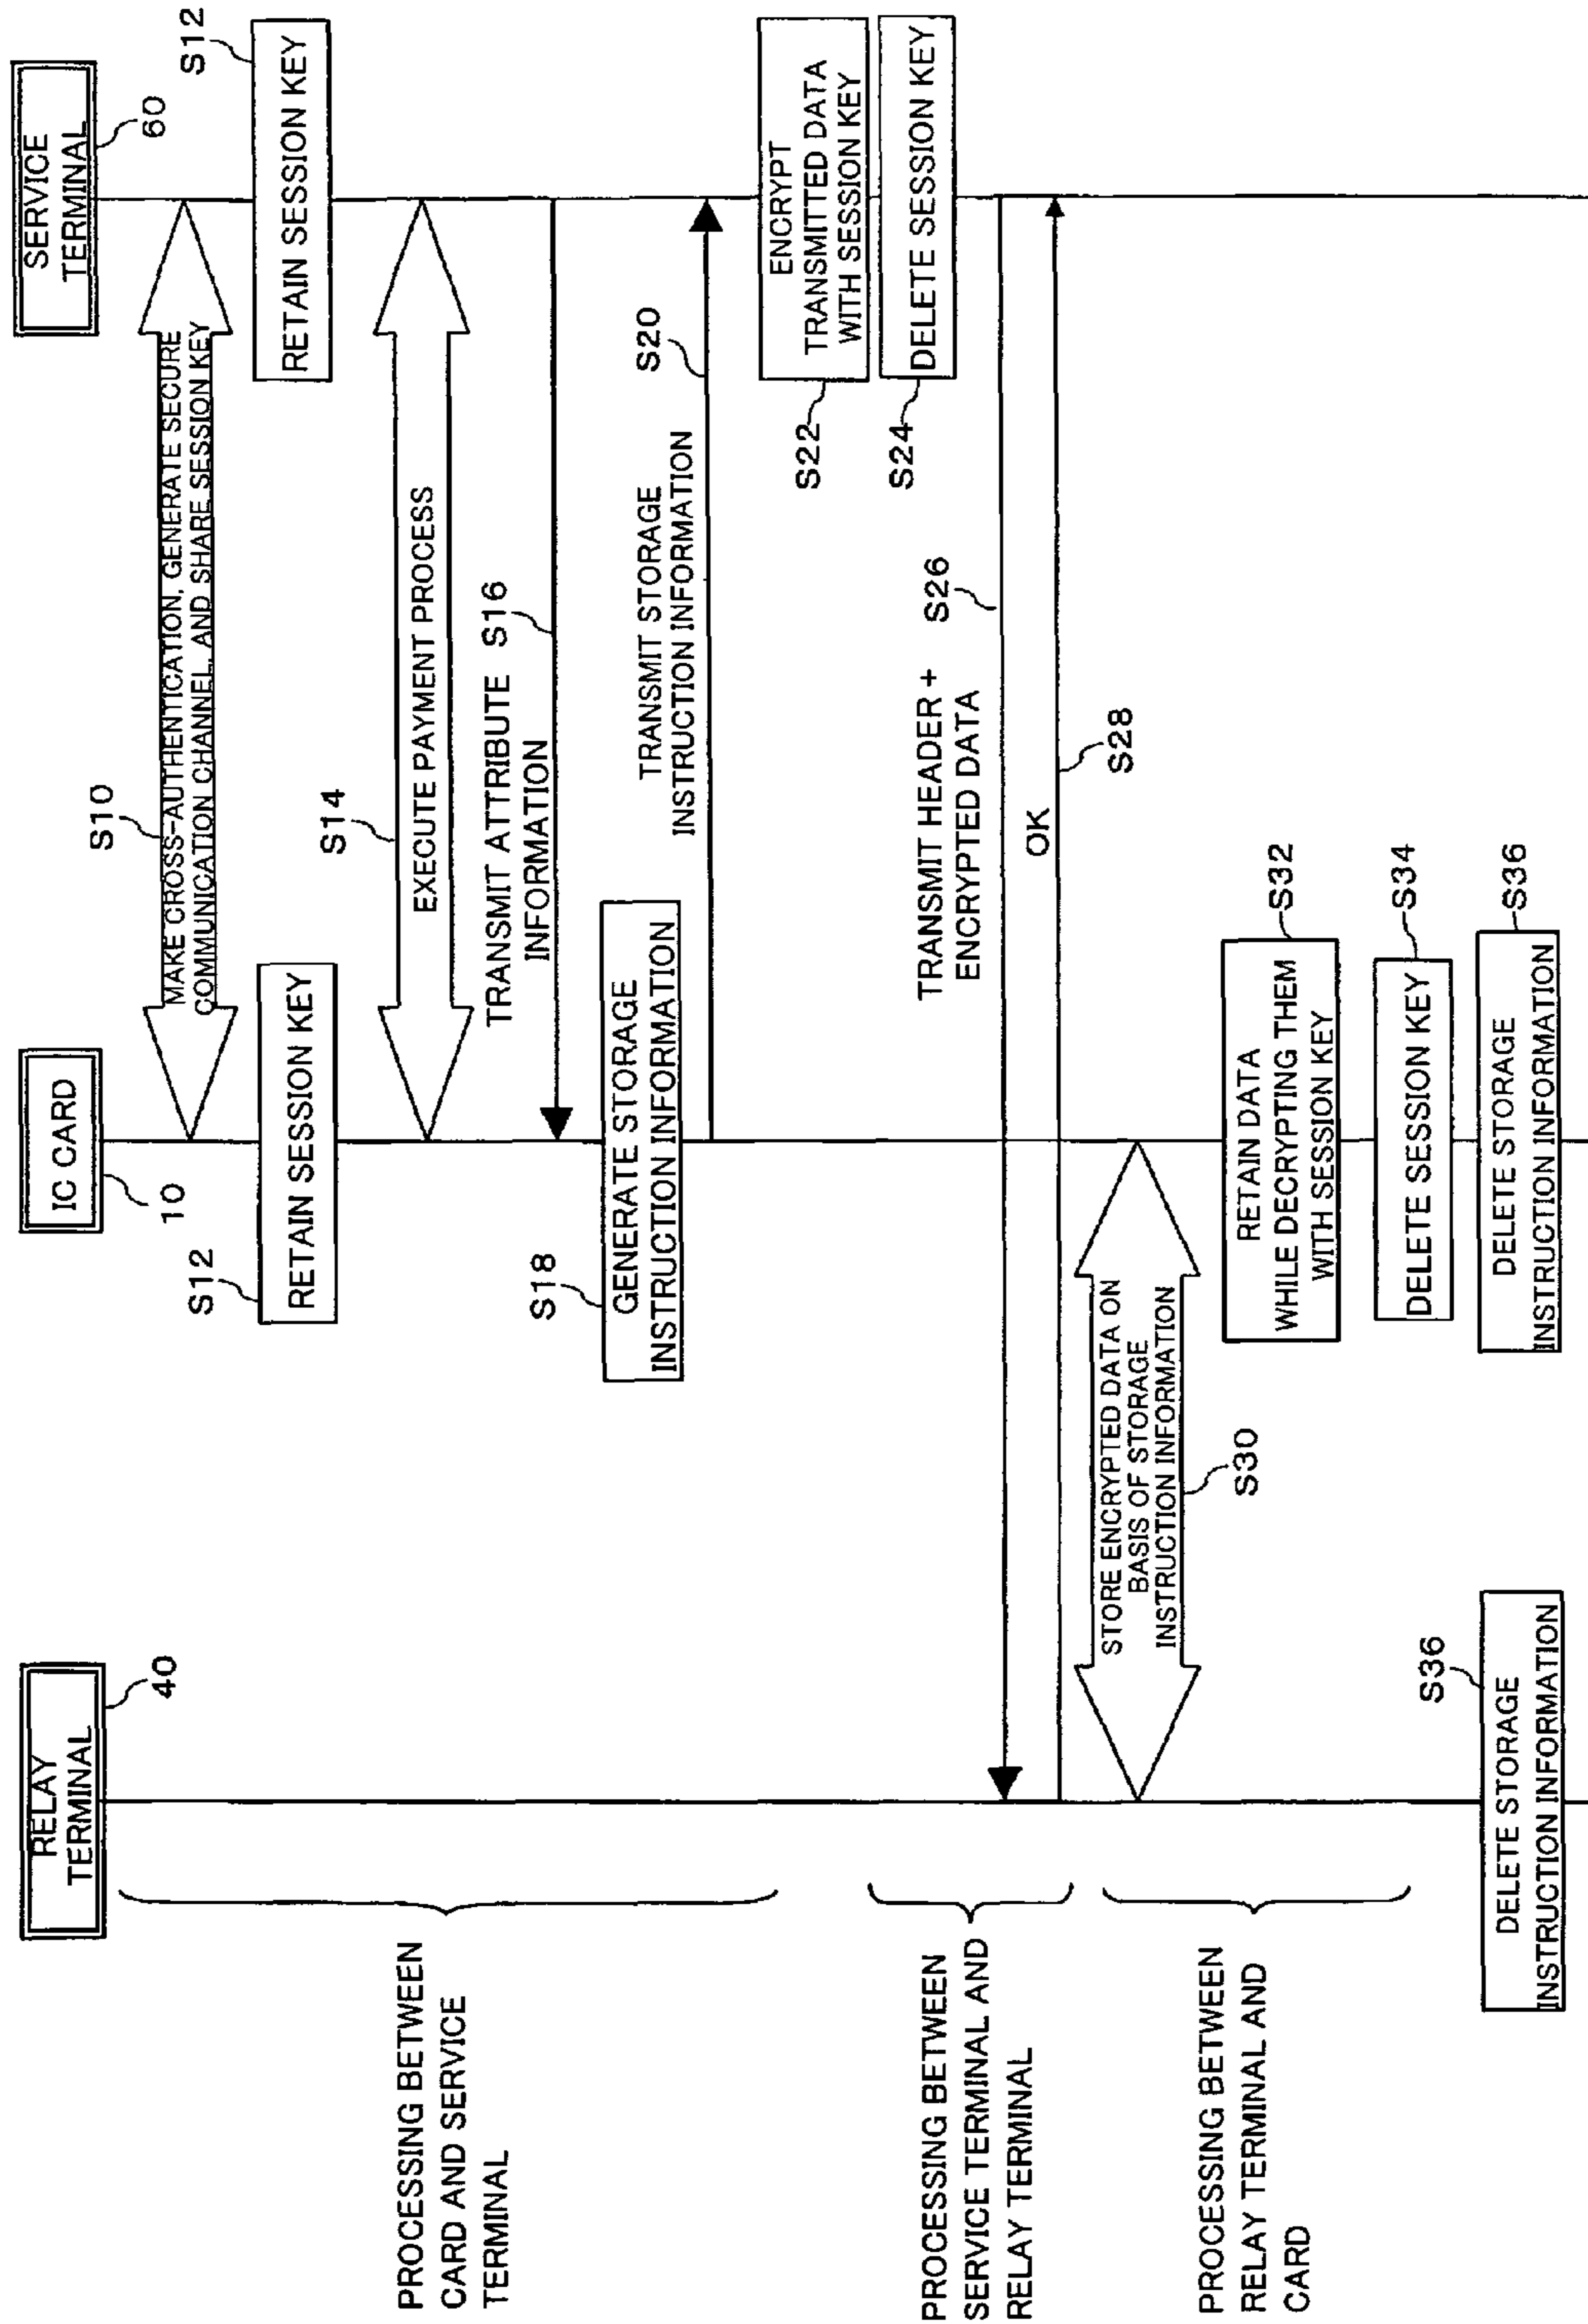 RELAY
TERMINAL
40
IC CARD
10
SERVICE
TERMINAL
60
PROCESSING BETWEEN
CARD AND SERVICE
TERMINAL
S10
MAKE CROSS-AUTHENTICATION, GENERATE SECURE
COMMUNICATION CHANNEL, AND SHARE SESSION KEY
S12
RETAIN SESSION KEY
S12
RETAIN SESSION KEY
S14
EXECUTE PAYMENT PROCESS
TRANSMIT ATTRIBUTE S16
INFORMATION
S18
GENERATE STORAGE
INSTRUCTION INFORMATION
TRANSMIT STORAGE
INSTRUCTION INFORMATION
S20
S22
ENCRYPT
TRANSMITTED DATA
WITH SESSION KEY
S24
DELETE SESSION KEY
PROCESSING BETWEEN
SERVICE TERMINAL AND
RELAY TERMINAL
TRANSMIT HEADER +
ENCRYPTED DATA
S26
OK
S28
PROCESSING BETWEEN
RELAY TERMINAL AND
CARD
STORE ENCRYPTED DATA ON
BASIS OF STORAGE
INSTRUCTION INFORMATION
S30
RETAIN DATA
WHILE DECRYPTING THEM
WITH SESSION KEY
S32
DELETE SESSION KEY
S34
S36
DELETE STORAGE
INSTRUCTION INFORMATION
DELETE STORAGE
INSTRUCTION INFORMATION
S36